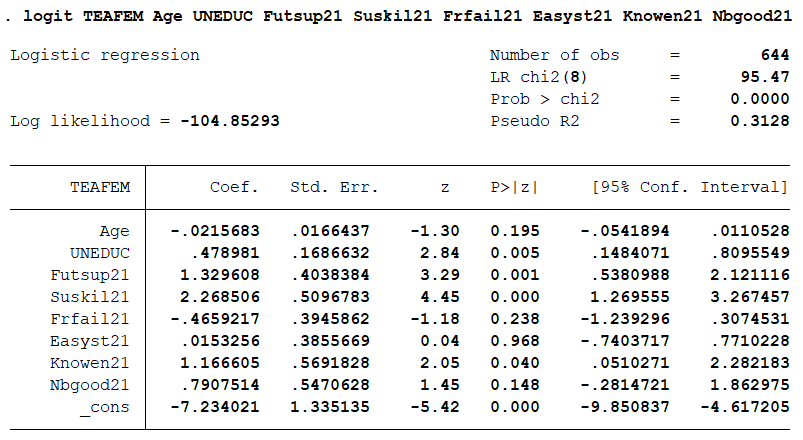 . logit TEAFEM Age UNEDUC Futsup21 Suskil21 Frfail21 Easyst21 Knowen21 Nbgood21
Logistic regression Number of obs = 644
LR chi2(8) = 95.47
Prob > chi2 = 0.0000
Log likelihood = -104.85293 Pseudo R2 = 0.3128
TEAFEM Coef. Std. Err. z P>|z| [95% Conf. Interval]
Age -.0215683 .0166437 -1.30 0.195 -.0541894 .0110528
UNEDUC .478981 .1686632 2.84 0.005 .1484071 .8095549
Futsup21 1.329608 .4038384 3.29 0.001 .5380988 2.121116
Suskil21 2.268506 .5096783 4.45 0.000 1.269555 3.267457
Frfail21 -.4659217 .3945862 -1.18 0.238 -1.239296 .3074531
Easyst21 .0153256 .3855669 0.04 0.968 -.7403717 .7710228
Knowen21 1.166605 .5691828 2.05 0.040 .0510271 2.282183
Nbgood21 .7907514 .5470628 1.45 0.148 -.2814721 1.862975
_cons -7.234021 1.335135 -5.42 0.000 -9.850837 -4.617205